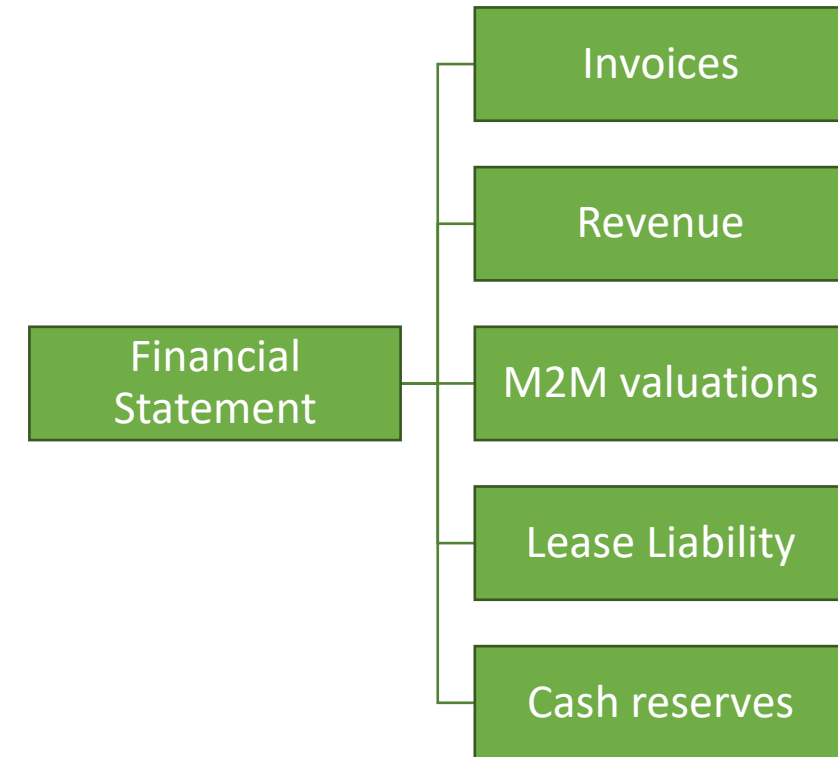 Invoices
Revenue
Financial
Statement
M2M valuations
Lease Liability
Cash reserves